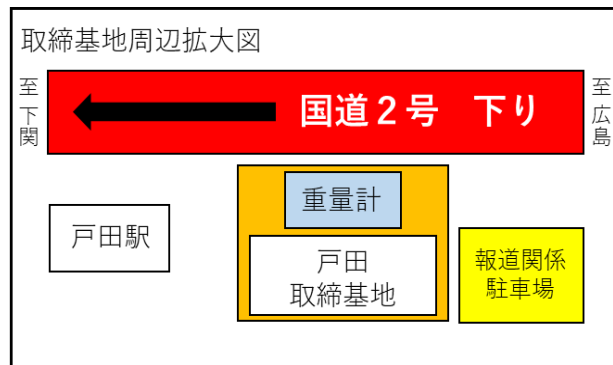 取締基地周辺拡大図
至下関
国道２号　下り
至広島
重量計
戸田駅
戸田
取締基地
報道関係
駐車場